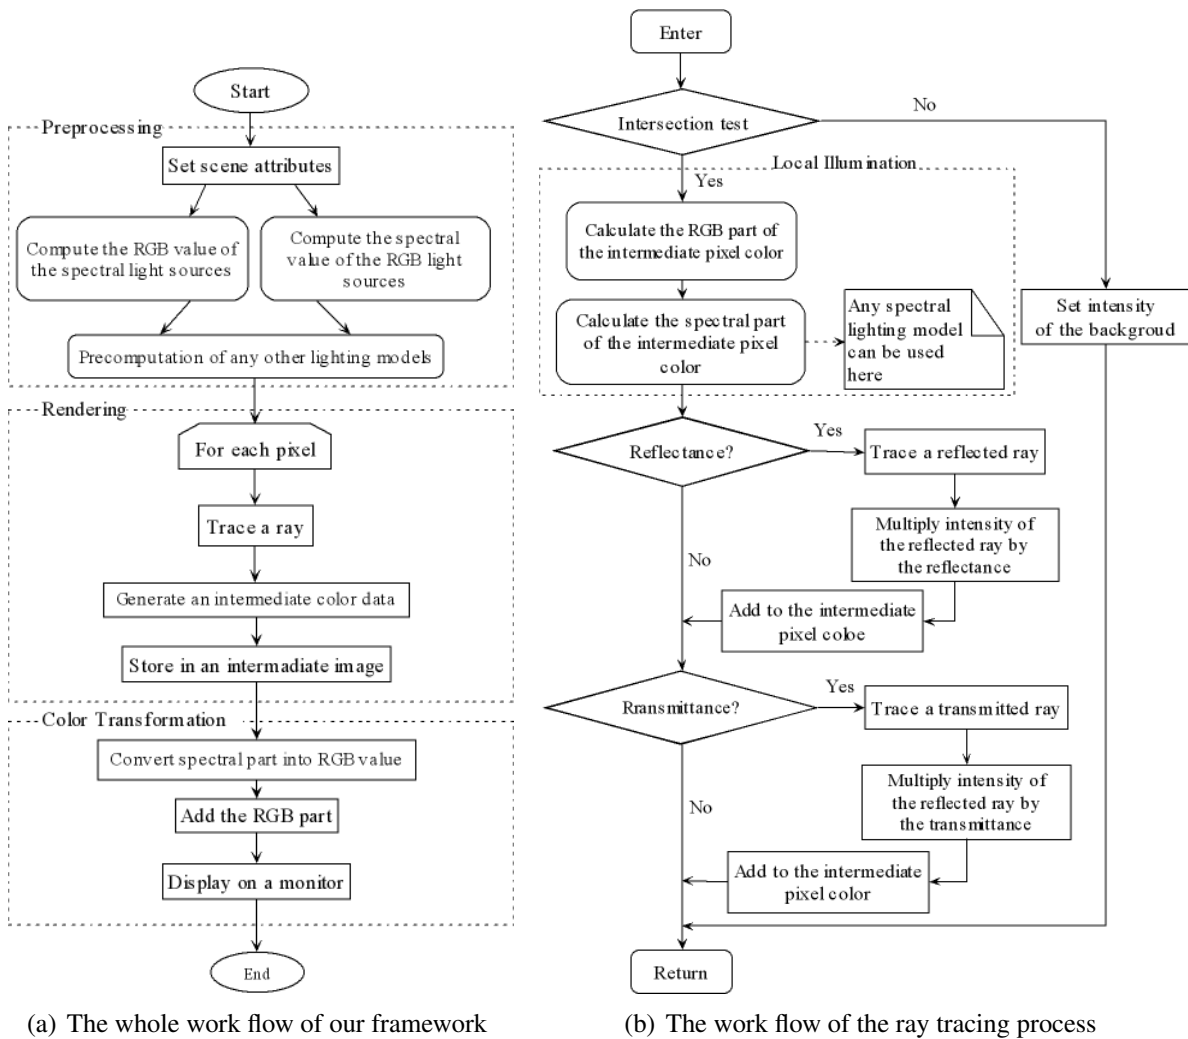 Start
Preprocessing
Set scene attributes
Compute the RGB value of
the spectral light sources
Compute the spectral
value of the RGB light
sources
Precomputation of any other lighting models
Rendering
For each pixel
Trace a ray
Generate an intermediate color data
Store in an intermadiate image
Color Transformation
Convert spectral part into RGB value
Add the RGB part
Display on a monitor
End
(a) The whole work flow of our framework
Enter
Intersection test
No
Yes
Local Illumination
Calculate the RGB part of
the intermediate pixel color
Calculate the spectral part
of the intermediate pixel
color
Any spectral
lighting model
can be used
here
Set intensity
of the backgroud
Reflectance?
Yes
Trace a reflected ray
Multiply intensity of
the reflected ray by
the reflectance
No
Add to the intermediate
pixel coloe
Rransmittance?
Yes
Trace a transmitted ray
Multiply intensity of
the reflected ray by
the transmittance
No
Add to the intermediate
pixel color
Return
(b) The work flow of the ray tracing process